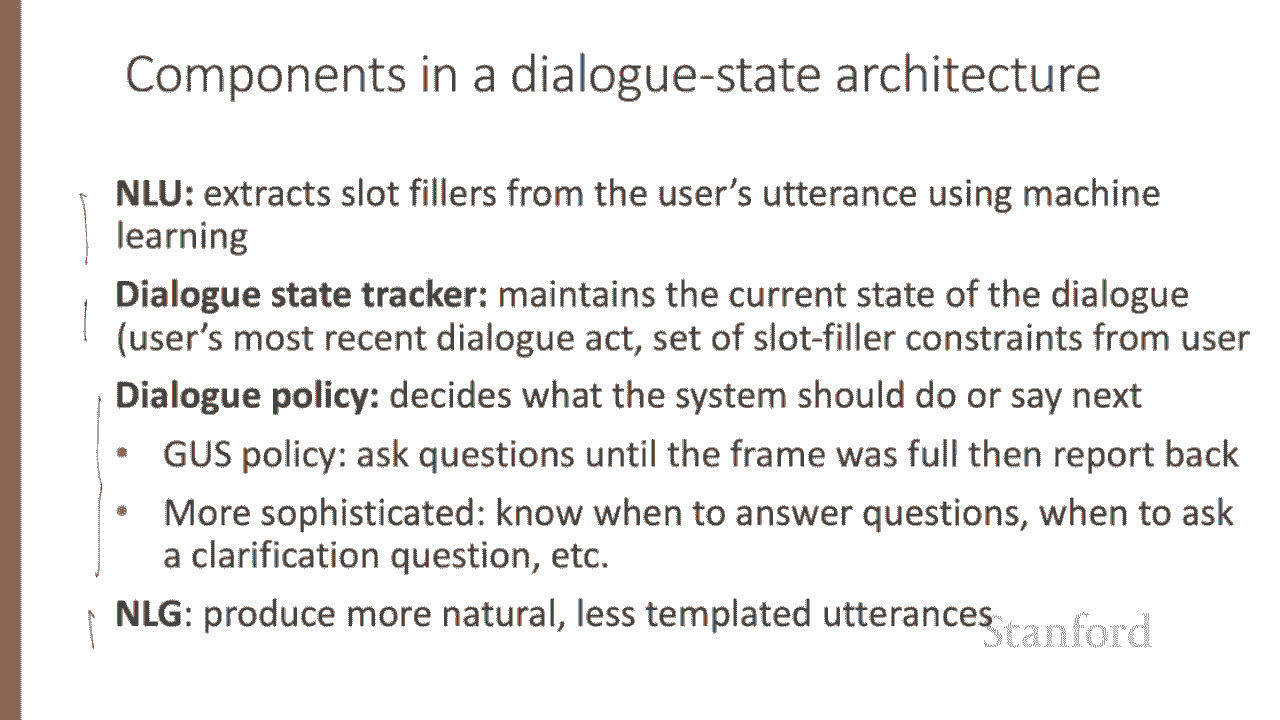 Components in a dialogue-state architecture
NLU: extracts slot fillers from the user’s utterance using machine
learning
Dialogue state tracker: maintains the current state of the dialogue
(user’s most recent dialogue act, set of slot-filler constraints from user
Dialogue policy: decides what the system should do or say next
• GUS policy: ask questions until the frame was full then report back
• More sophisticated: know when to answer questions, when to ask
a clarification question, etc.
NLG: produce more natural, less templated utterances
Stanford